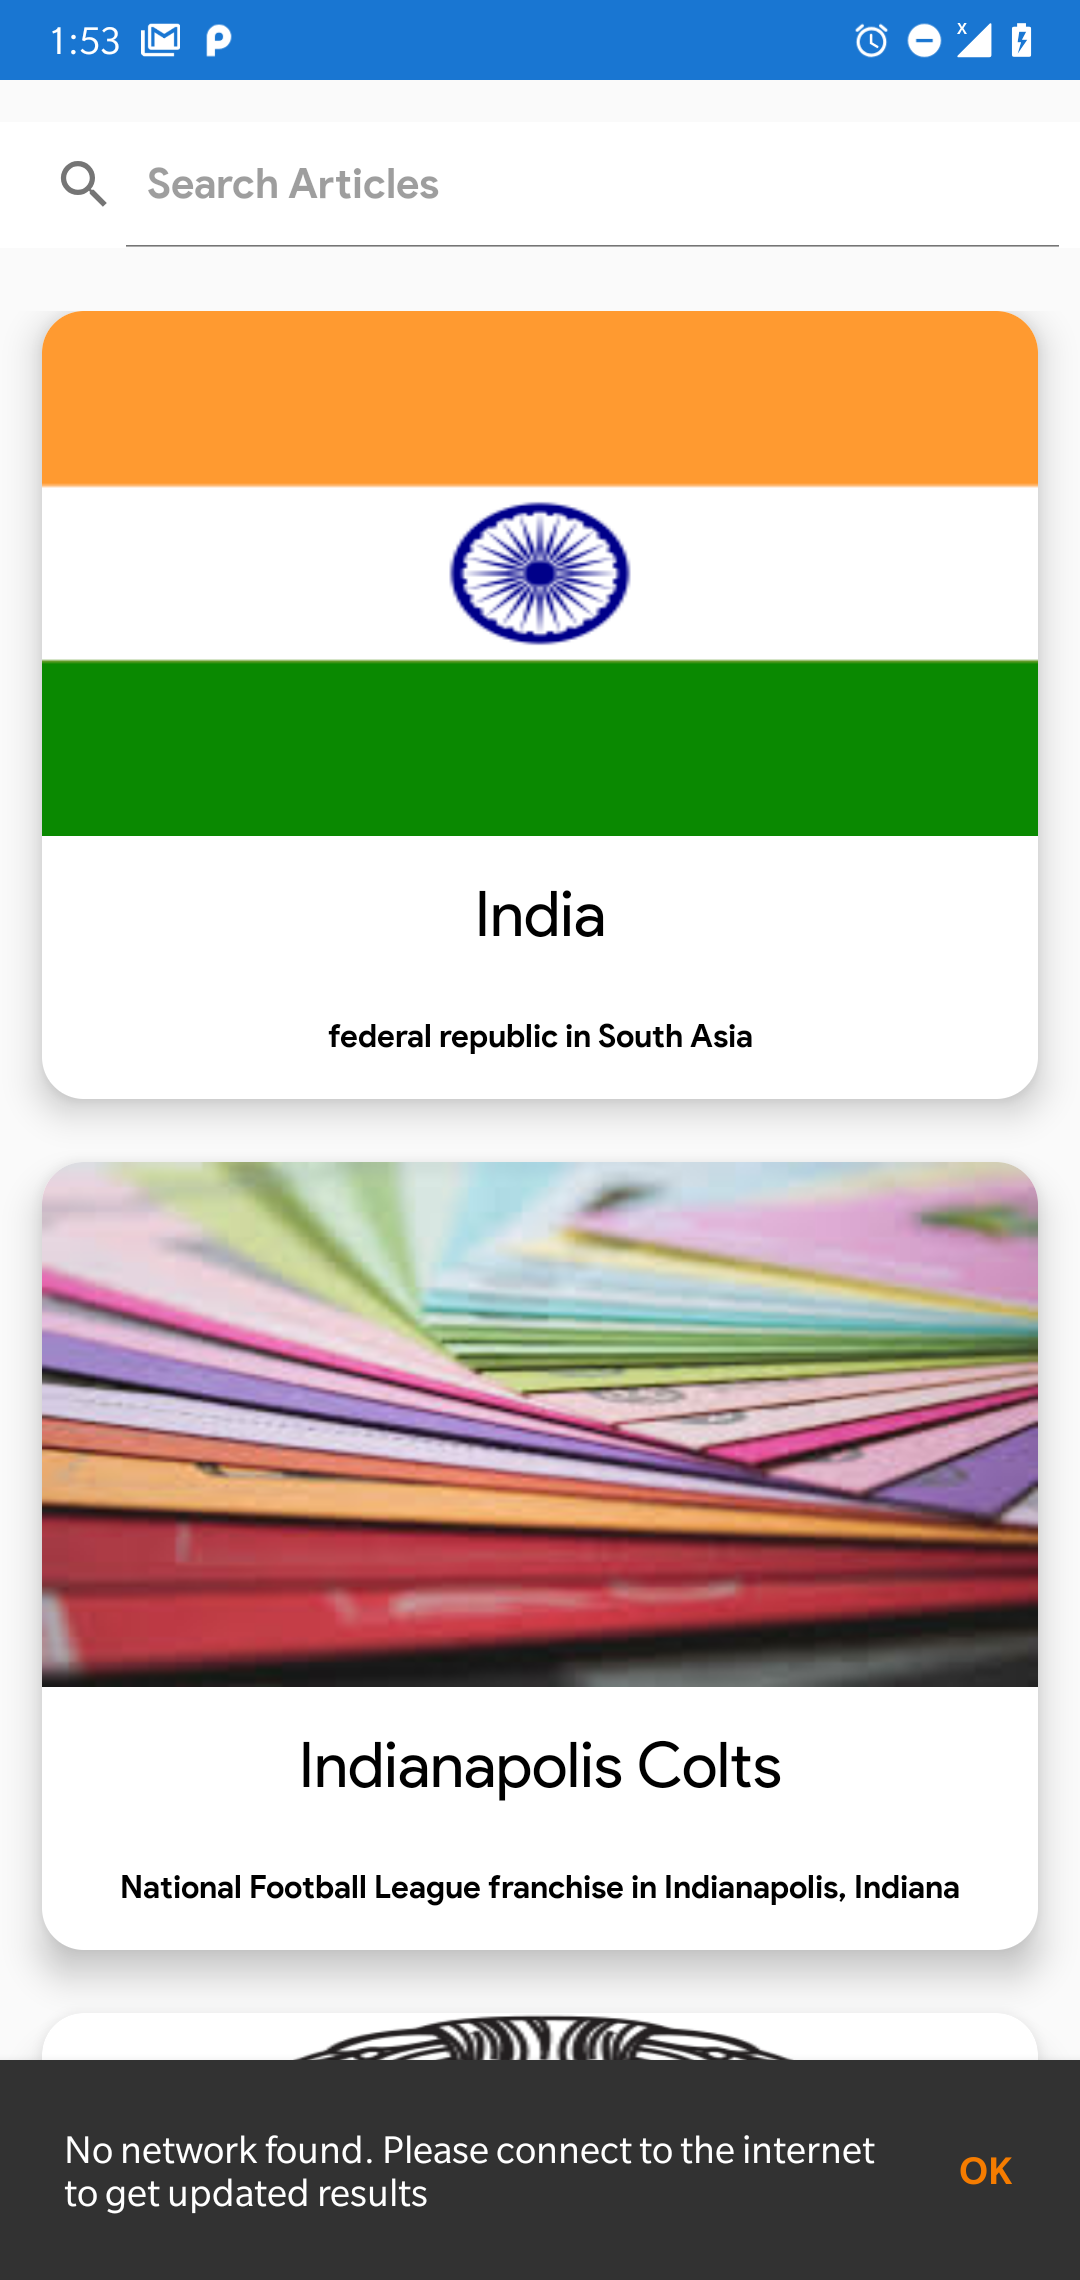 1:53
Search Articles
India
federal republic in South Asia
Indianapolis Colts
National Football League franchise in Indianapolis, Indiana
No network found. Please connect to the internet
to get updated results
OK